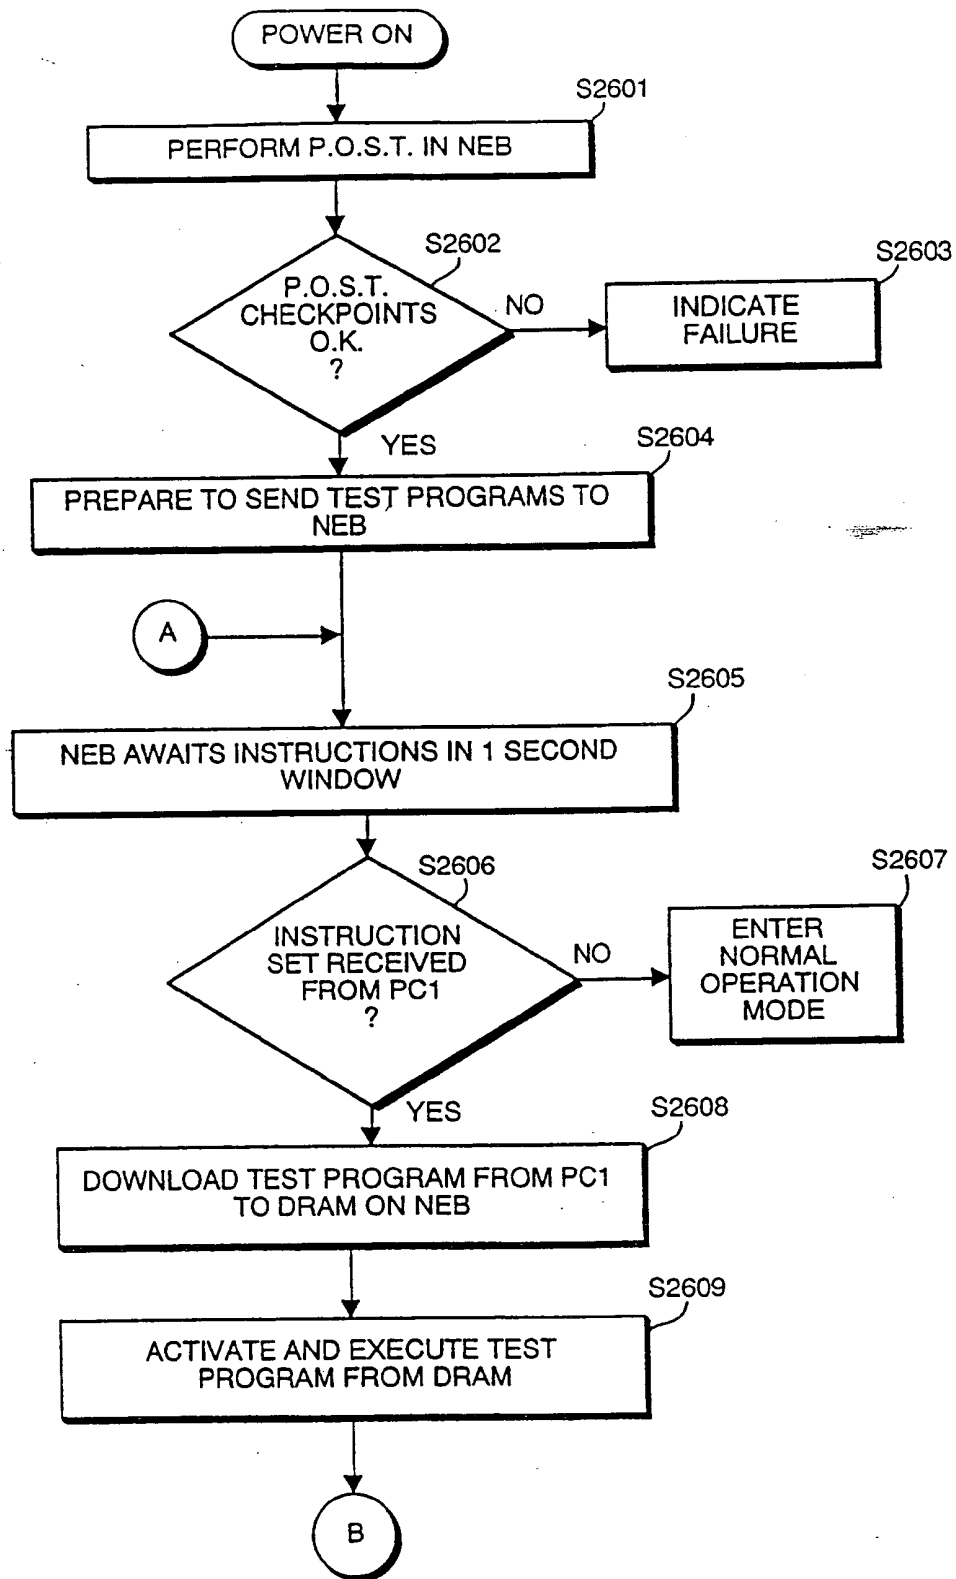 POWER ON
S2601
PERFORM P.O.S.T. IN NEB
S2602
P.O.S.T.
CHECKPOINTS
O.K.
?
NO
S2603
INDICATE
FAILURE
YES
S2604
PREPARE TO SEND TEST PROGRAMS TO
NEB
A
S2605
NEB AWAITS INSTRUCTIONS IN 1 SECOND
WINDOW
S2606
INSTRUCTION
SET RECEIVED
FROM PC1
?
NO
S2607
ENTER
NORMAL
OPERATION
MODE
YES
S2608
DOWNLOAD TEST PROGRAM FROM PC1
TO DRAM ON NEB
S2609
ACTIVATE AND EXECUTE TEST
PROGRAM FROM DRAM
B